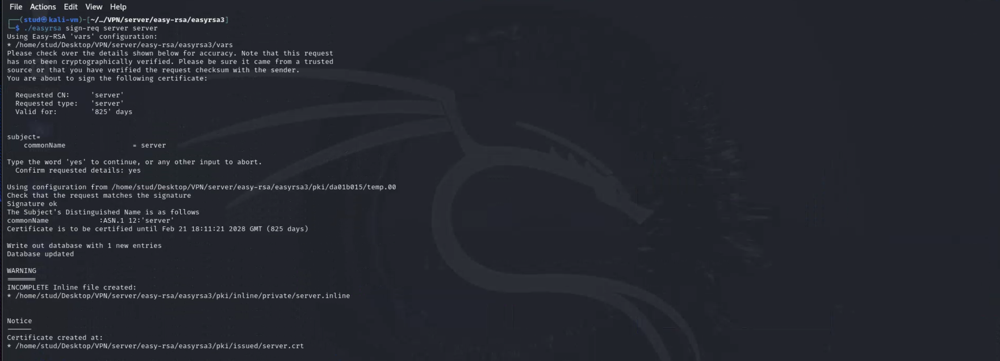 File Actions Edit View Help
┌──(stud㉿kali-vm)-[~/…/VPN/server/easy-rsa/easyrsa3]
└─$ ./easyrsa sign-req server server
Using Easy-RSA 'vars' configuration:
* /home/stud/Desktop/VPN/server/easy-rsa/easyrsa3/vars
Please check over the details shown below for accuracy. Note that this request
has not been cryptographically verified. Please be sure it came from a trusted
source or that you have verified the request checksum with the sender.
You are about to sign the following certificate:
Requested CN: 'server'
Requested type: 'server'
Valid for: '825' days
subject=
commonName = server
Type the word 'yes' to continue, or any other input to abort.
Confirm requested details: yes
Using configuration from /home/stud/Desktop/VPN/server/easy-rsa/easyrsa3/pki/da01b015/temp.00
Check that the request matches the signature
Signature ok
The Subject's Distinguished Name is as follows
commonName :ASN.1 12:'server'
Certificate is to be certified until Feb 21 18:11:21 2028 GMT (825 days)
Write out database with 1 new entries
Database updated
WARNING
=======
INCOMPLETE Inline file created:
* /home/stud/Desktop/VPN/server/easy-rsa/easyrsa3/pki/inline/private/server.inline
Notice
------
Certificate created at:
* /home/stud/Desktop/VPN/server/easy-rsa/easyrsa3/pki/issued/server.crt